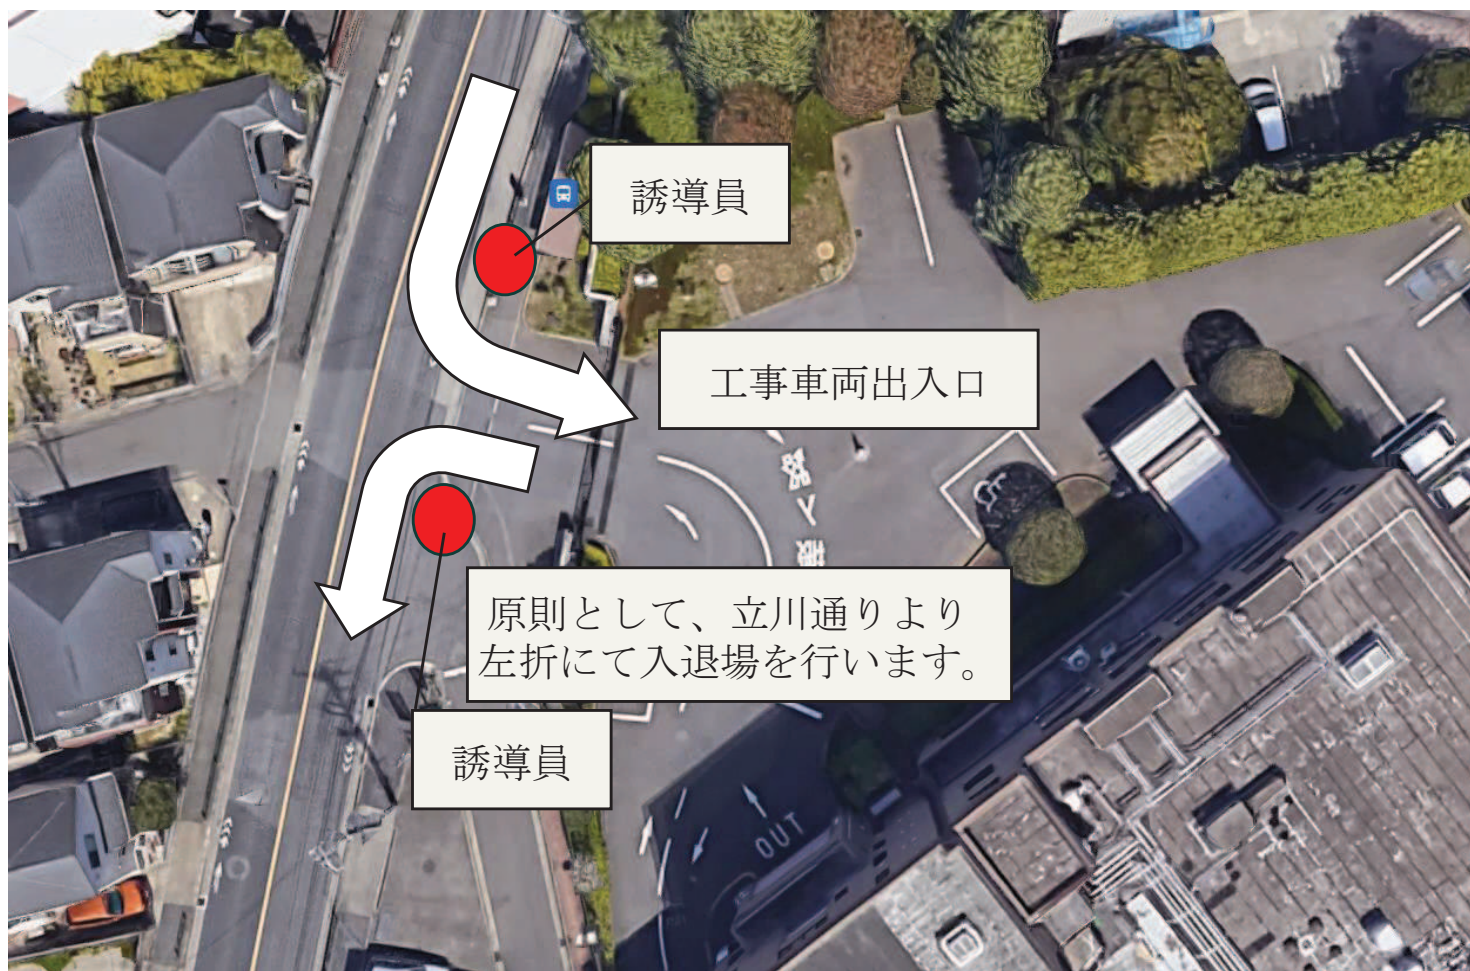 誘導員
工事車両出入口
原則として、立川通りより
左折にて入退場を行います。
誘導員
OUT